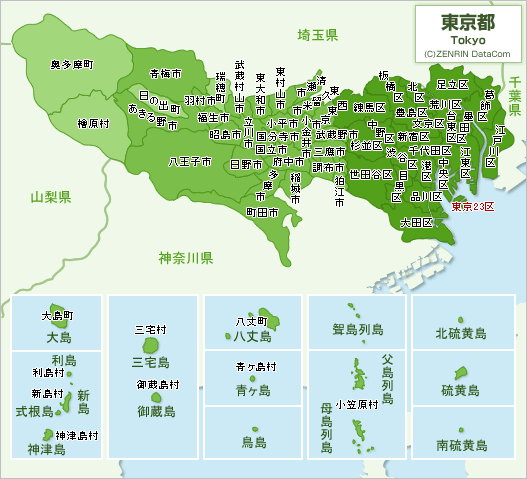 東京都
Tokyo
(C)ZENRIN DataCom
埼玉県
千葉県
山梨県
神奈川県
奥多摩町
青梅市
檜原村
日の出町
あきる野市
羽村市
瑞穂町
福生市
武蔵村山市
昭島市
八王子市
立川市
東大和市
日野市
東村山市
小平市
国分寺市
国立市
府中市
多摩市
稲城市
町田市
清瀬市
東久留米市
西東京市
小金井市
武蔵野市
三鷹市
調布市
狛江市
板橋区
北区
足立区
葛飾区
練馬区
豊島区
荒川区
文京区
台東区
墨田区
江戸川区
中野区
杉並区
新宿区
千代田区
中央区
江東区
渋谷区
港区
世田谷区
目黒区
品川区
大田区
東京23区
大島町
大島
利島
利島村
新島村
新島
式根島
神津島村
神津島
三宅村
三宅島
御蔵島村
御蔵島
八丈町
八丈島
青ヶ島村
青ヶ島
鳥島
聟島列島
父島列島
小笠原村
母島列島
北硫黄島
硫黄島
南硫黄島